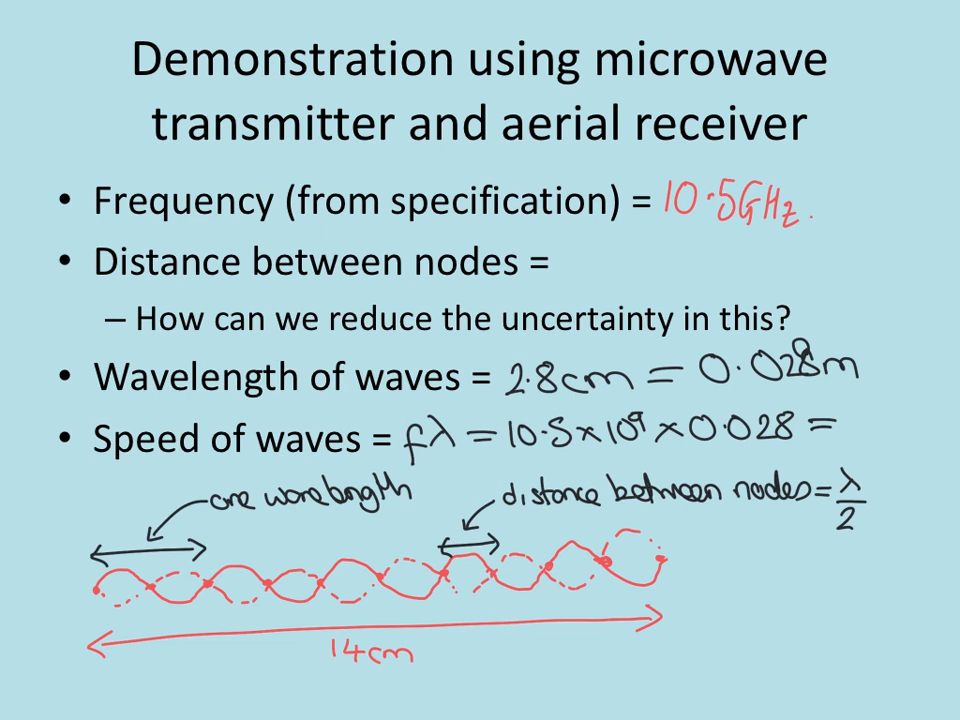 Demonstration using microwave
transmitter and aerial receiver
• Frequency (from specification) = 10.5GHz.
• Distance between nodes =
– How can we reduce the uncertainty in this?
• Wavelength of waves = 2.8cm = 0.028m
• Speed of waves = fλ = 10.5×10⁹ × 0.028 =
one wavelength
distance between nodes = λ/2
14cm